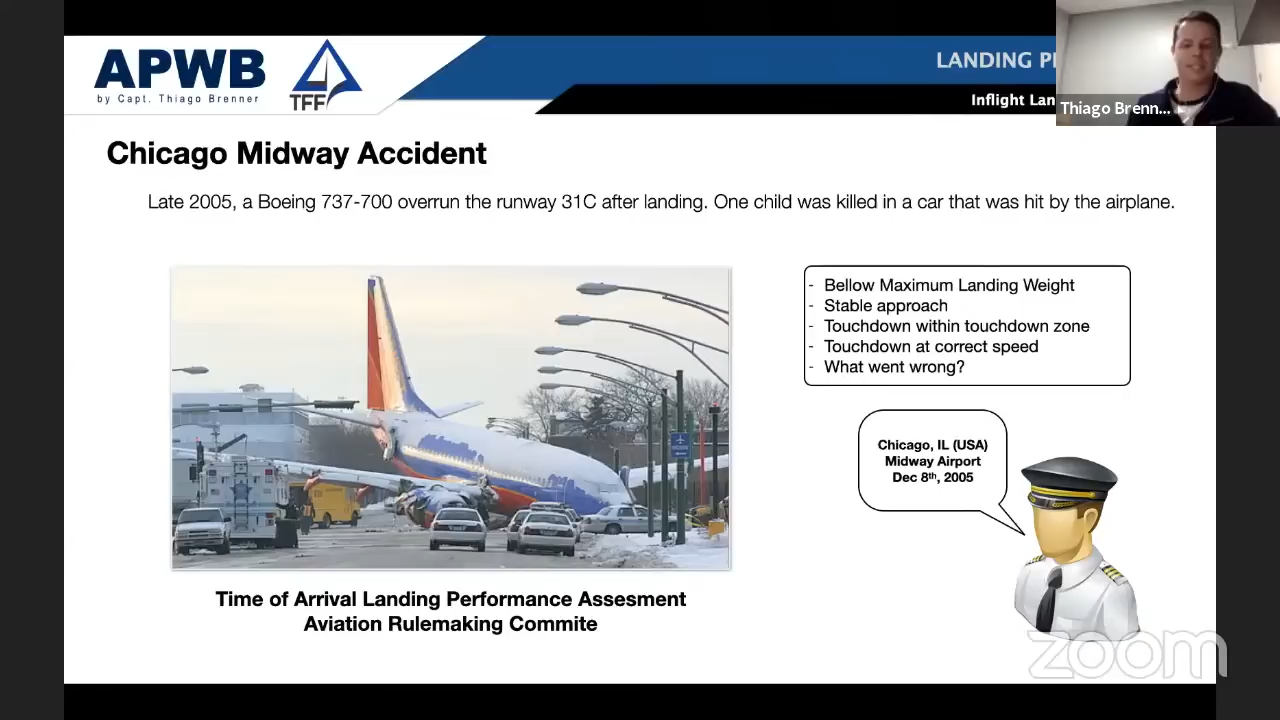 APWB
by Capt. Thiago Brenner
TFF
LANDING
Inflight
Thiago Brenn...
Chicago Midway Accident
Late 2005, a Boeing 737-700 overrun the runway 31C after landing. One child was killed in a car that was hit by the airplane.
- Bellow Maximum Landing Weight
- Stable approach
- Touchdown within touchdown zone
- Touchdown at correct speed
- What went wrong?
Chicago, IL (USA)
Midway Airport
Dec 8th, 2005
Time of Arrival Landing Performance Assesment
Aviation Rulemaking Commite
zoom